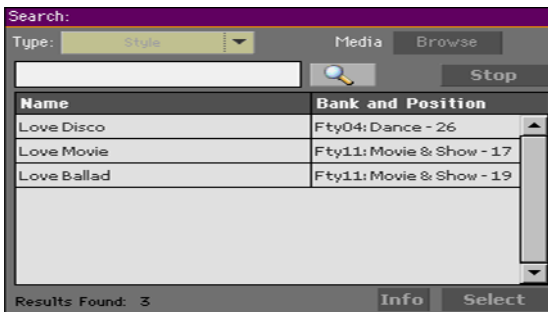 Search:
Type: Style Media Browse
Stop
Name Bank and Position
Love Disco Fty04: Dance - 26
Love Movie Fty11: Movie & Show - 17
Love Ballad Fty11: Movie & Show - 19
Results Found: 3 Info Select